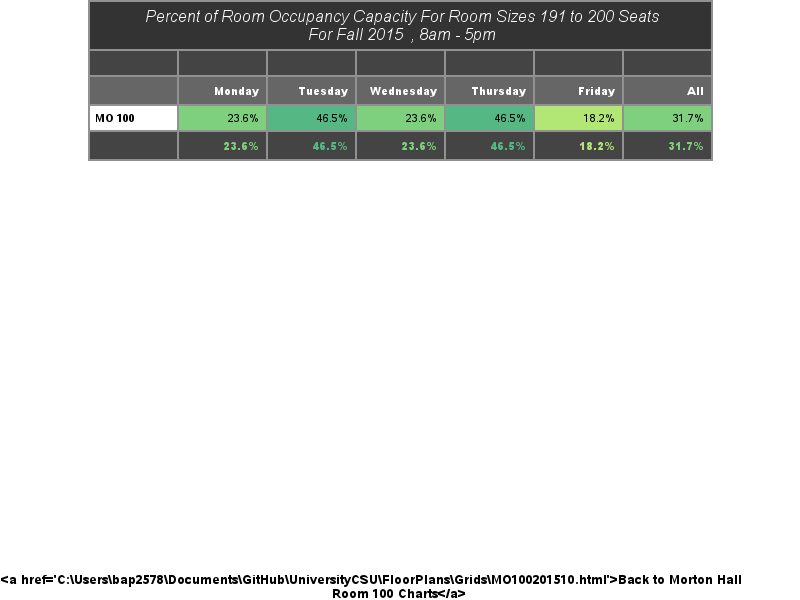 Percent of Room Occupancy Capacity For Room Sizes 191 to 200 Seats
For Fall 2015 , 8am - 5pm
Monday Tuesday Wednesday Thursday Friday All
MO 100 23.6% 46.5% 23.6% 46.5% 18.2% 31.7%
23.6% 46.5% 23.6% 46.5% 18.2% 31.7%
<a href='C:\Users\bap2578\Documents\GitHub\UniversityCSU\FloorPlans\Grids\MO100201510.html'>Back to Morton Hall
Room 100 Charts</a>